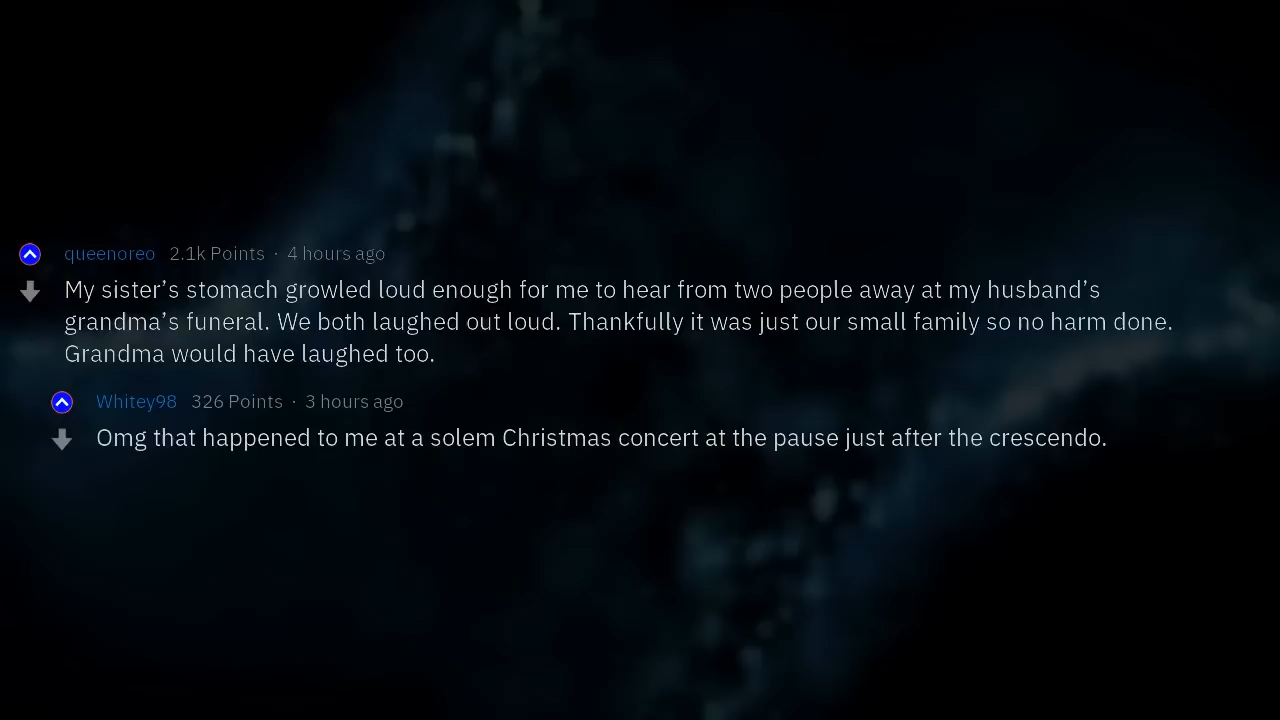 queenoreo 2.1k Points · 4 hours ago
My sister’s stomach growled loud enough for me to hear from two people away at my husband’s
grandma’s funeral. We both laughed out loud. Thankfully it was just our small family so no harm done.
Grandma would have laughed too.
Whitey98 326 Points · 3 hours ago
Omg that happened to me at a solem Christmas concert at the pause just after the crescendo.